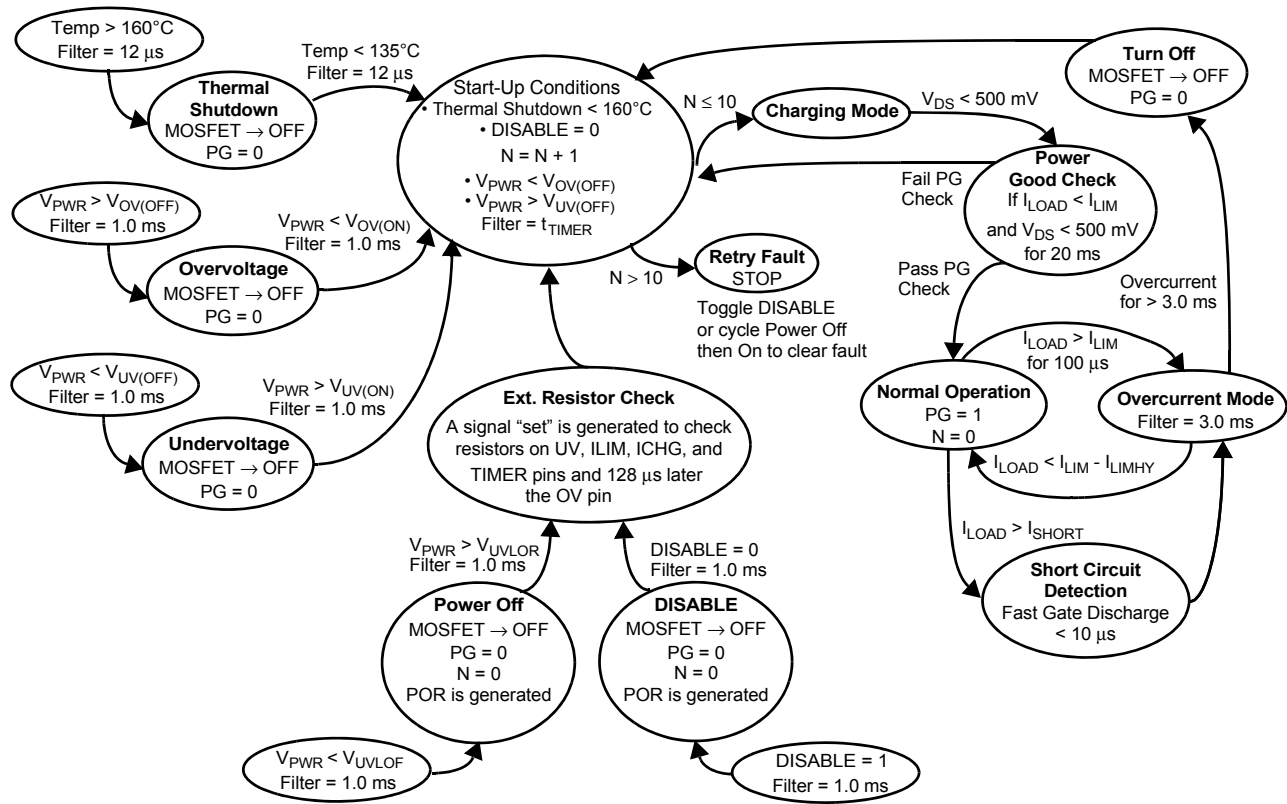 Temp > 160°C
Filter = 12 μs
Thermal
Shutdown
MOSFET → OFF
PG = 0
Temp < 135°C
Filter = 12 μs
V_PWR > V_OV(OFF)
Filter = 1.0 ms
Overvoltage
MOSFET → OFF
PG = 0
V_PWR < V_OV(ON)
Filter = 1.0 ms
V_PWR < V_UV(OFF)
Filter = 1.0 ms
Undervoltage
MOSFET → OFF
PG = 0
V_PWR > V_UV(ON)
Filter = 1.0 ms
Start-Up Conditions
• Thermal Shutdown < 160°C
• DISABLE = 0
N = N + 1
• V_PWR < V_OV(OFF)
• V_PWR > V_UV(OFF)
Filter = t_TIMER
N ≤ 10
Charging Mode
V_DS < 500 mV
Turn Off
MOSFET → OFF
PG = 0
Power
Good Check
If I_LOAD < I_LIM
and V_DS < 500 mV
for 20 ms
Fail PG
Check
N > 10
Retry Fault
STOP
Toggle DISABLE
or cycle Power Off
then On to clear fault
Pass PG
Check
Overcurrent
for > 3.0 ms
I_LOAD > I_LIM
for 100 μs
Normal Operation
PG = 1
N = 0
Overcurrent Mode
Filter = 3.0 ms
I_LOAD < I_LIM - I_LIMHY
I_LOAD > I_SHORT
Short Circuit
Detection
Fast Gate Discharge
< 10 μs
Ext. Resistor Check
A signal “set” is generated to check
resistors on UV, ILIM, ICHG, and
TIMER pins and 128 μs later
the OV pin
V_PWR > V_UVLOR
Filter = 1.0 ms
DISABLE = 0
Filter = 1.0 ms
Power Off
MOSFET → OFF
PG = 0
N = 0
POR is generated
DISABLE
MOSFET → OFF
PG = 0
N = 0
POR is generated
V_PWR < V_UVLOF
Filter = 1.0 ms
DISABLE = 1
Filter = 1.0 ms